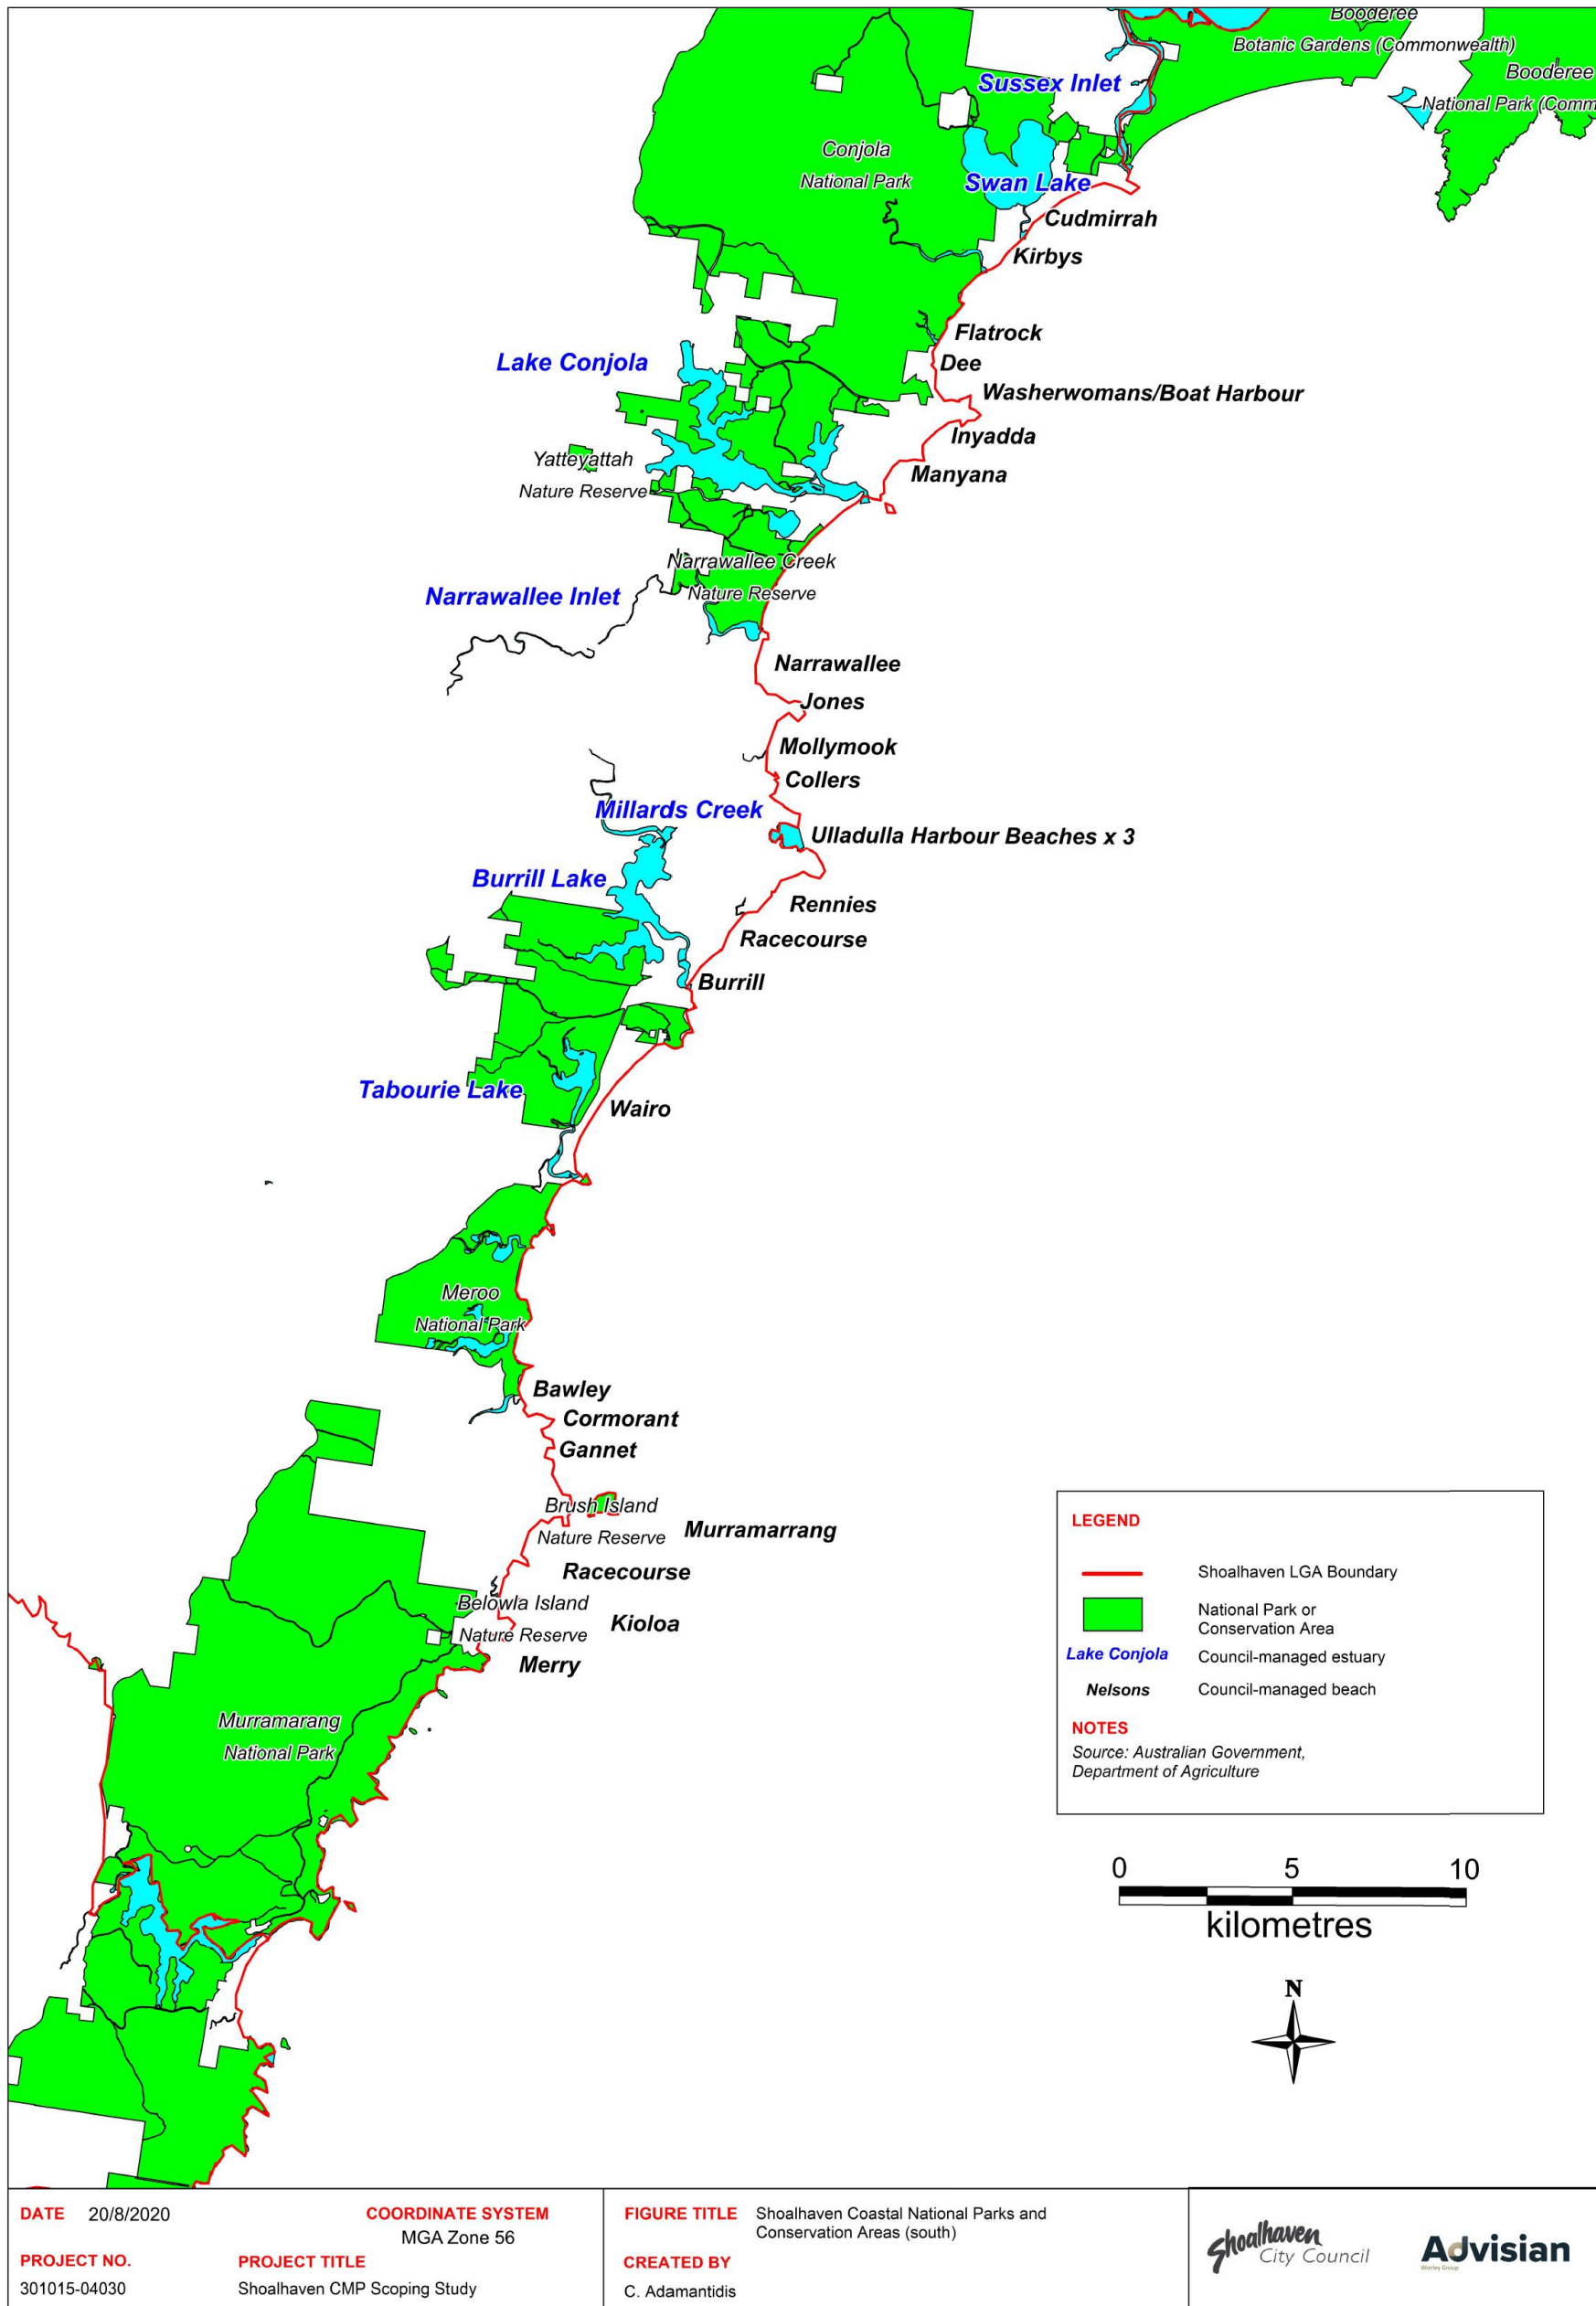 Booderee
Botanic Gardens (Commonwealth)
Booderee
National Park (Comm
Sussex Inlet
Conjola
National Park
Swan Lake
Cudmirrah
Kirbys
Flatrock
Lake Conjola
Dee
Washerwomans/Boat Harbour
Inyadda
Yatteyattah
Nature Reserve
Manyana
Narrawallee Creek
Nature Reserve
Narrawallee Inlet
Narrawallee
Jones
Mollymook
Collers
Millards Creek
Ulladulla Harbour Beaches x 3
Burrill Lake
Rennies
Racecourse
Burrill
Tabourie Lake
Wairo
Meroo
National Park
Bawley
Cormorant
Gannet
Brush Island
Nature Reserve
Murramarrang
Racecourse
Belowla Island
Nature Reserve
Kioloa
Merry
Murramarang
National Park
LEGEND
Shoalhaven LGA Boundary
National Park or
Conservation Area
Lake Conjola Council-managed estuary
Nelsons Council-managed beach
NOTES
Source: Australian Government,
Department of Agriculture
0 5 10
kilometres
N
DATE 20/8/2020
COORDINATE SYSTEM
MGA Zone 56
PROJECT NO.
301015-04030
PROJECT TITLE
Shoalhaven CMP Scoping Study
FIGURE TITLE Shoalhaven Coastal National Parks and
Conservation Areas (south)
CREATED BY
C. Adamantidis
Shoalhaven
City Council
Advisian
Worley Group